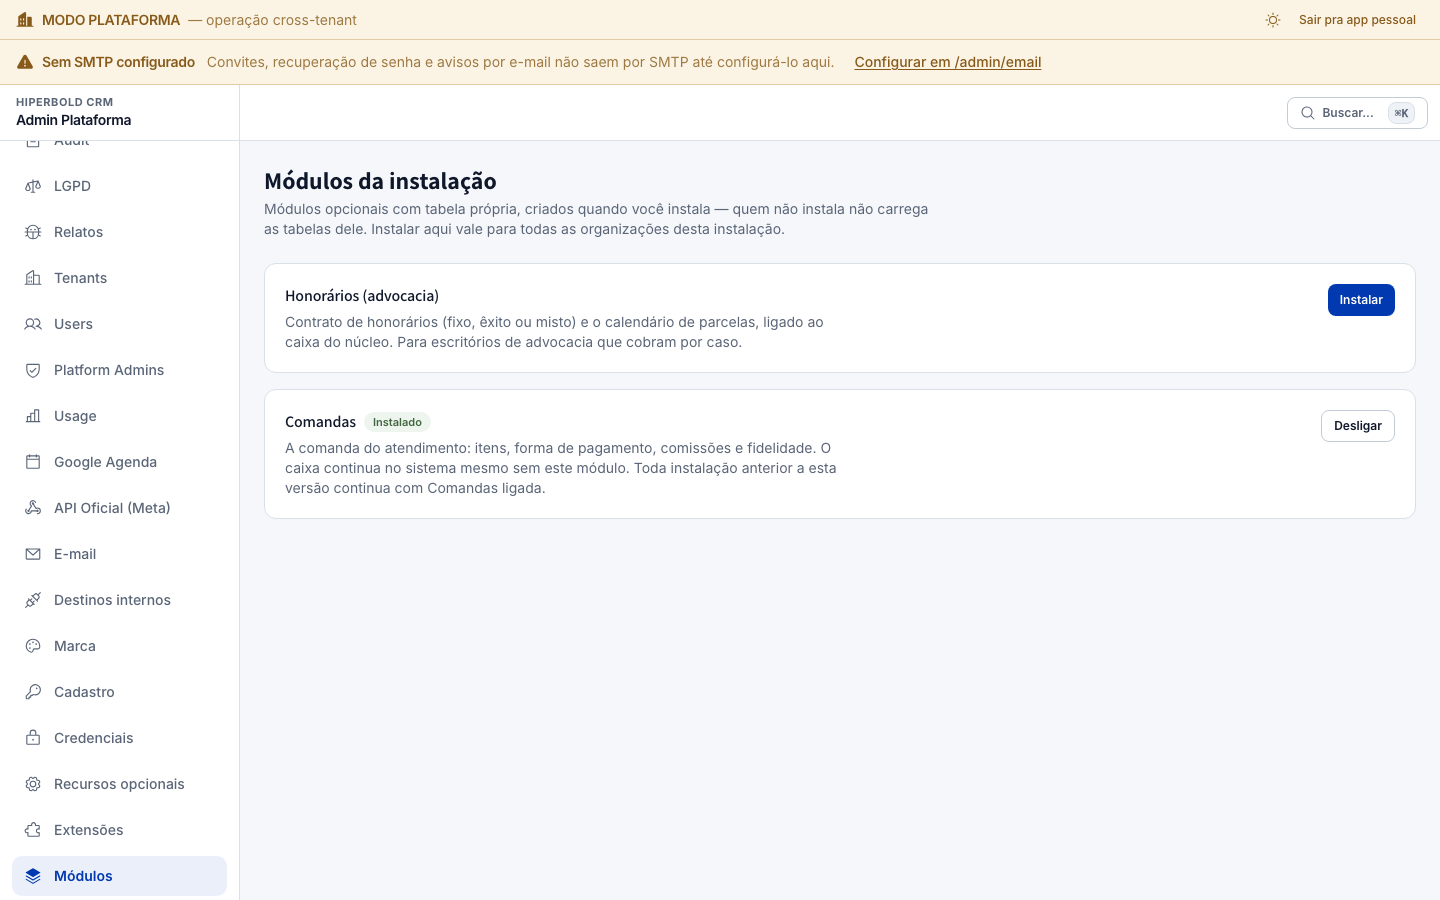 MODO PLATAFORMA — operação cross-tenant
Sair pra app pessoal
Sem SMTP configurado Convites, recuperação de senha e avisos por e-mail não saem por SMTP até configurá-lo aqui. Configurar em /admin/email
HIPERBOLD CRM
Admin Plataforma
Buscar... ⌘K
Audit
LGPD
Relatos
Tenants
Users
Platform Admins
Usage
Google Agenda
API Oficial (Meta)
E-mail
Destinos internos
Marca
Cadastro
Credenciais
Recursos opcionais
Extensões
Módulos
Módulos da instalação
Módulos opcionais com tabela própria, criados quando você instala — quem não instala não carrega
as tabelas dele. Instalar aqui vale para todas as organizações desta instalação.
Honorários (advocacia)
Contrato de honorários (fixo, êxito ou misto) e o calendário de parcelas, ligado ao
caixa do núcleo. Para escritórios de advocacia que cobram por caso.
Instalar
Comandas Instalado
A comanda do atendimento: itens, forma de pagamento, comissões e fidelidade. O
caixa continua no sistema mesmo sem este módulo. Toda instalação anterior a esta
versão continua com Comandas ligada.
Desligar